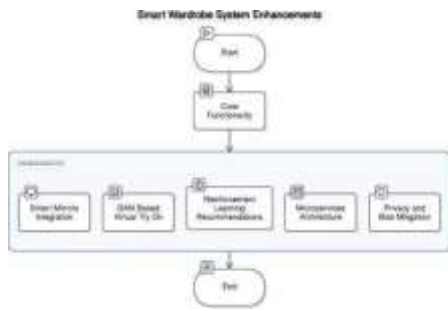 Smart Wardrobe System Enhancements
Start
Core
Functionality
Smart Mirrors
Integration
GAN Based
Virtual Try On
Reinforcement
Learning
Recommendations
Microservices
Architecture
Privacy and
Bias Mitigation
End